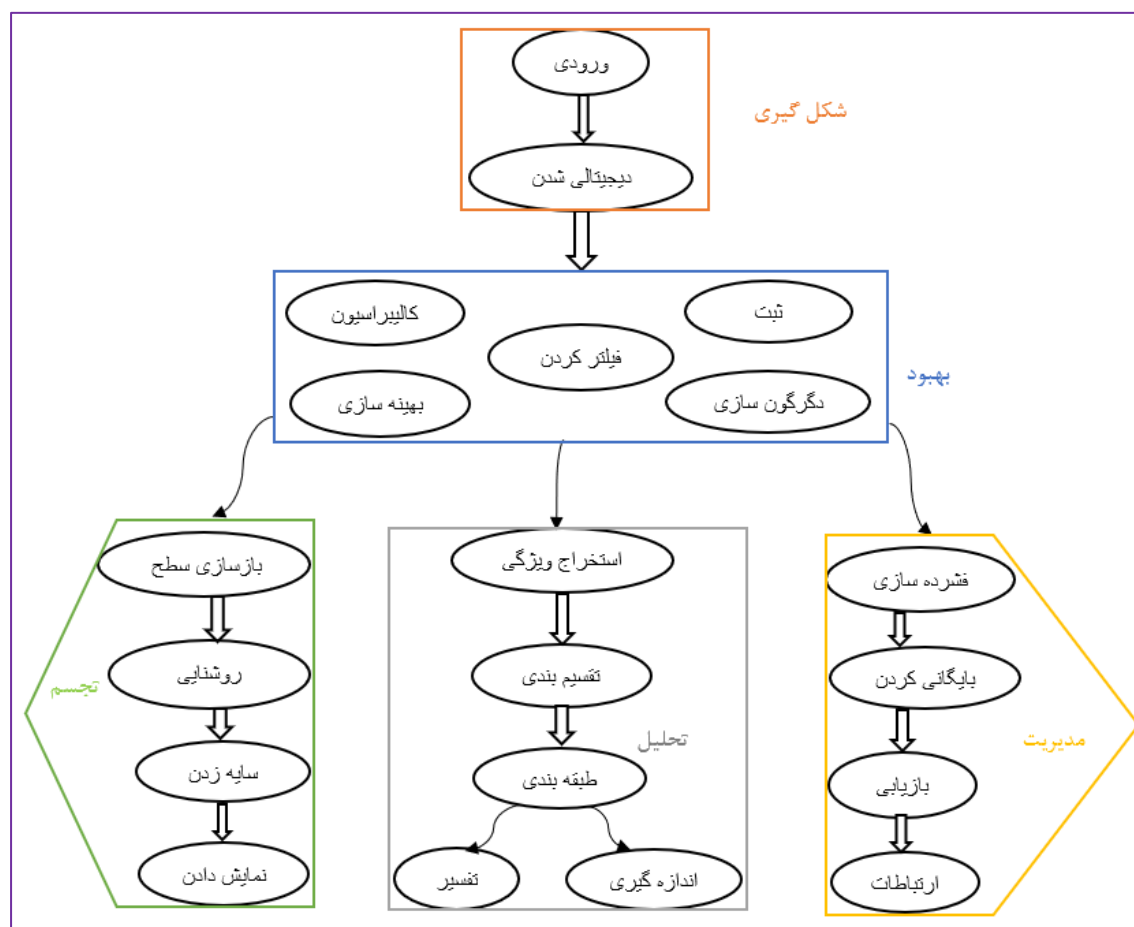 ورودی
شکل گیری
دیجیتالی شدن
ثبت
کالیبراسیون
فیلتر کردن
بهبود
دگرگون سازی
بهینه سازی
فشرده سازی
بایگانی کردن
مدیریت
بازیابی
ارتباطات
استخراج ویژگی
تقسیم بندی
تحلیل
طبقه بندی
اندازه گیری
تفسیر
بازسازی سطح
روشنایی
تجسم
سایه زدن
نمایش دادن